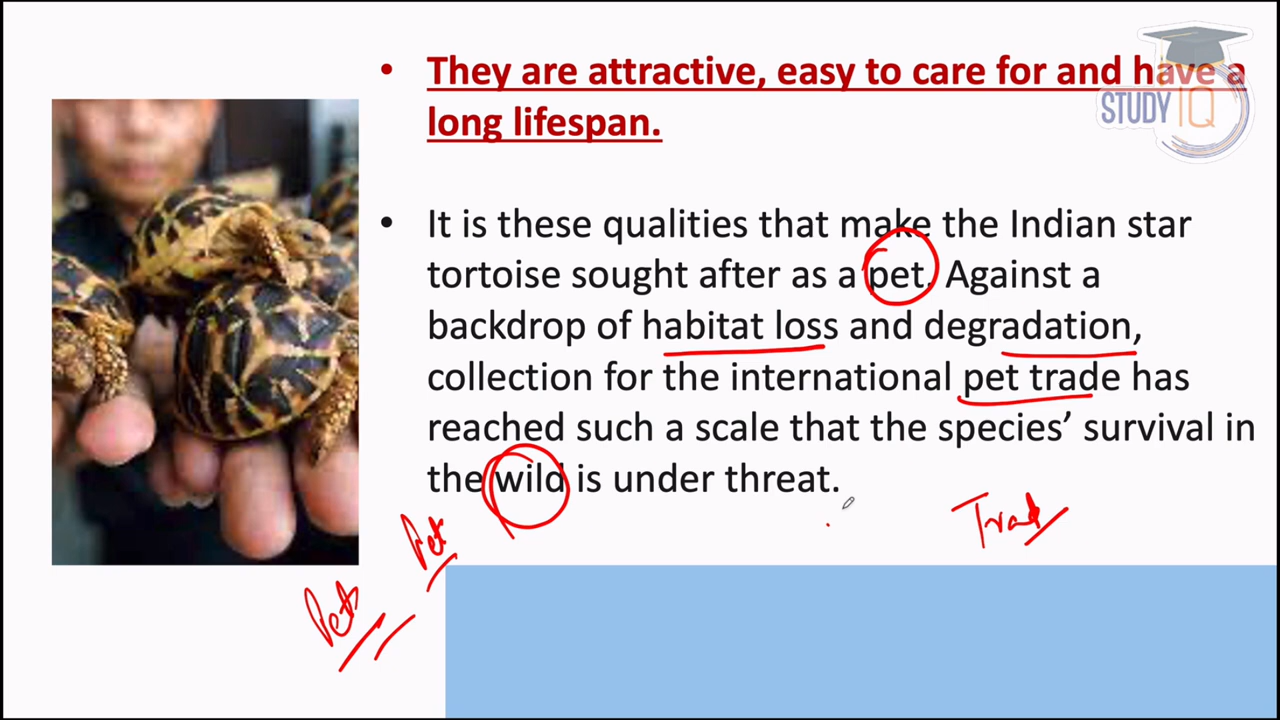 • They are attractive, easy to care for and have a
long lifespan.
STUDY IQ
• It is these qualities that make the Indian star
tortoise sought after as a pet. Against a
backdrop of habitat loss and degradation,
collection for the international pet trade has
reached such a scale that the species’ survival in
the wild is under threat.
Trad
Pet
Pet